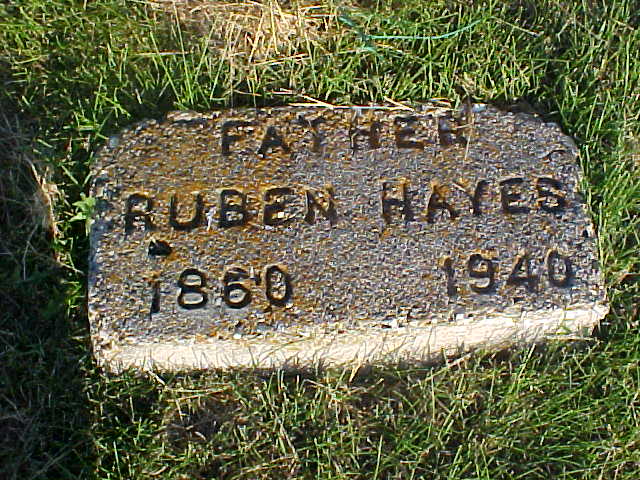 FATHER
RUBEN HAYES
1860 1940